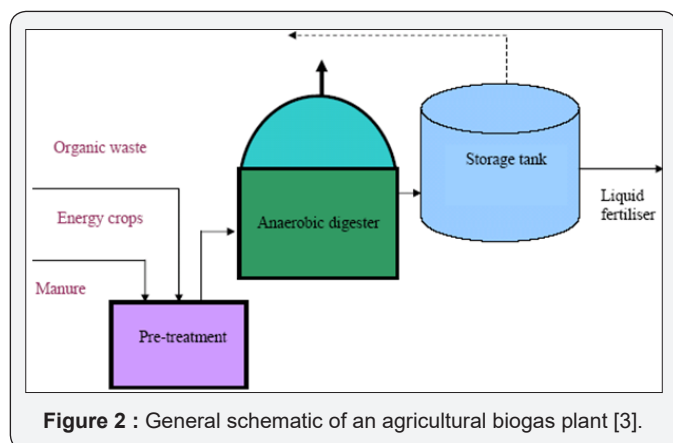 Organic waste
Energy crops
Manure
Pre-treatment
Anaerobic digester
Storage tank
Liquid
fertiliser
Figure 2 : General schematic of an agricultural biogas plant [3].